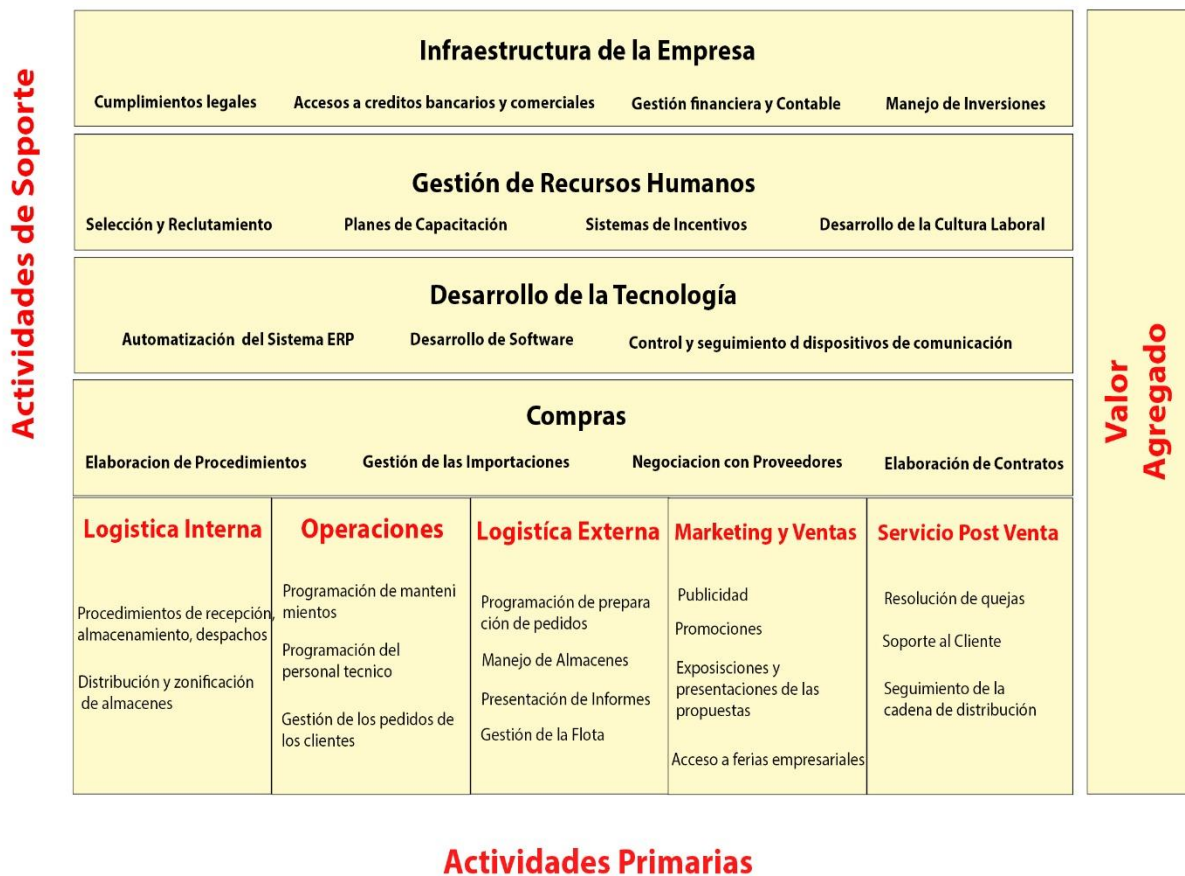 Actividades de Soporte
Infraestructura de la Empresa
Cumplimientos legales
Accesos a creditos bancarios y comerciales
Gestión financiera y Contable
Manejo de Inversiones
Gestión de Recursos Humanos
Selección y Reclutamiento
Planes de Capacitación
Sistemas de Incentivos
Desarrollo de la Cultura Laboral
Desarrollo de la Tecnología
Automatización del Sistema ERP
Desarrollo de Software
Control y seguimiento d dispositivos de comunicación
Compras
Elaboracion de Procedimientos
Gestión de las Importaciones
Negociacion con Proveedores
Elaboración de Contratos
Logistica Interna
Procedimientos de recepción,
almacenamiento, despachos
Distribución y zonificación
de almacenes
Operaciones
Programación de manteni
mientos
Programación del
personal tecnico
Gestión de los pedidos de
los clientes
Logistíca Externa
Programación de prepara
ción de pedidos
Manejo de Almacenes
Presentación de Informes
Gestión de la Flota
Marketing y Ventas
Publicidad
Promociones
Exposisciones y
presentaciones de las
propuestas
Acceso a ferias empresariales
Servicio Post Venta
Resolución de quejas
Soporte al Cliente
Seguimiento de la
cadena de distribución
Valor
Agregado
Actividades Primarias